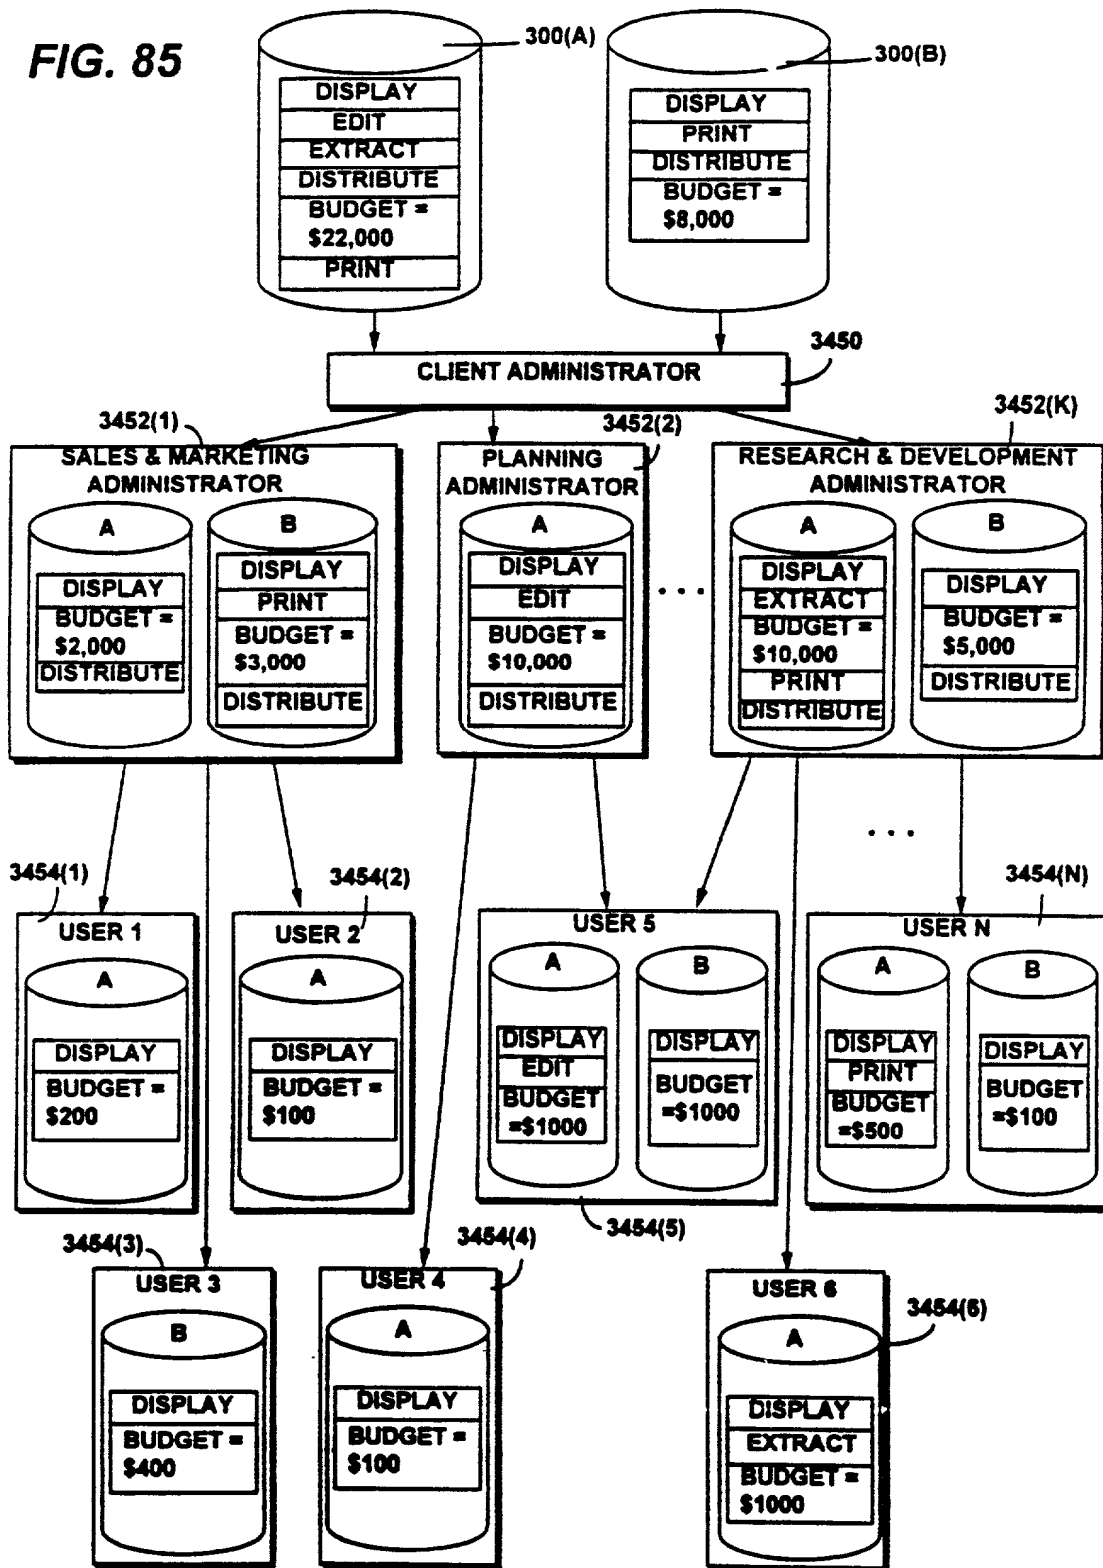 FIG. 85
300(A)
DISPLAY
EDIT
EXTRACT
DISTRIBUTE
BUDGET =
$22,000
PRINT
300(B)
DISPLAY
PRINT
DISTRIBUTE
BUDGET =
$8,000
3450
CLIENT ADMINISTRATOR
3452(1)
SALES & MARKETING
ADMINISTRATOR
A
DISPLAY
BUDGET =
$2,000
DISTRIBUTE
B
DISPLAY
PRINT
BUDGET =
$3,000
DISTRIBUTE
3452(2)
PLANNING
ADMINISTRATOR
A
DISPLAY
EDIT
BUDGET =
$10,000
DISTRIBUTE
. . .
3452(K)
RESEARCH & DEVELOPMENT
ADMINISTRATOR
A
DISPLAY
EXTRACT
BUDGET =
$10,000
PRINT
DISTRIBUTE
B
DISPLAY
BUDGET =
$5,000
DISTRIBUTE
. . .
3454(1)
USER 1
A
DISPLAY
BUDGET =
$200
3454(2)
USER 2
A
DISPLAY
BUDGET =
$100
USER 5
A
DISPLAY
EDIT
BUDGET
=$1000
B
DISPLAY
BUDGET
=$1000
3454(5)
3454(N)
USER N
A
DISPLAY
PRINT
BUDGET
=$500
B
DISPLAY
BUDGET
=$100
3454(3)
USER 3
B
DISPLAY
BUDGET =
$400
3454(4)
USER 4
A
DISPLAY
BUDGET =
$100
USER 6
3454(6)
A
DISPLAY
EXTRACT
BUDGET =
$1000